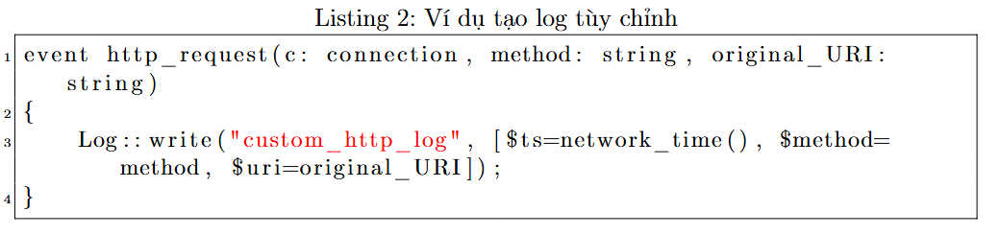 Listing 2: Ví dụ tạo log tùy chỉnh
1 event http_request(c: connection, method: string, original_URI:
string)
2 {
3 Log::write("custom_http_log", [$ts=network_time(), $method=
method, $uri=original_URI]);
4 }